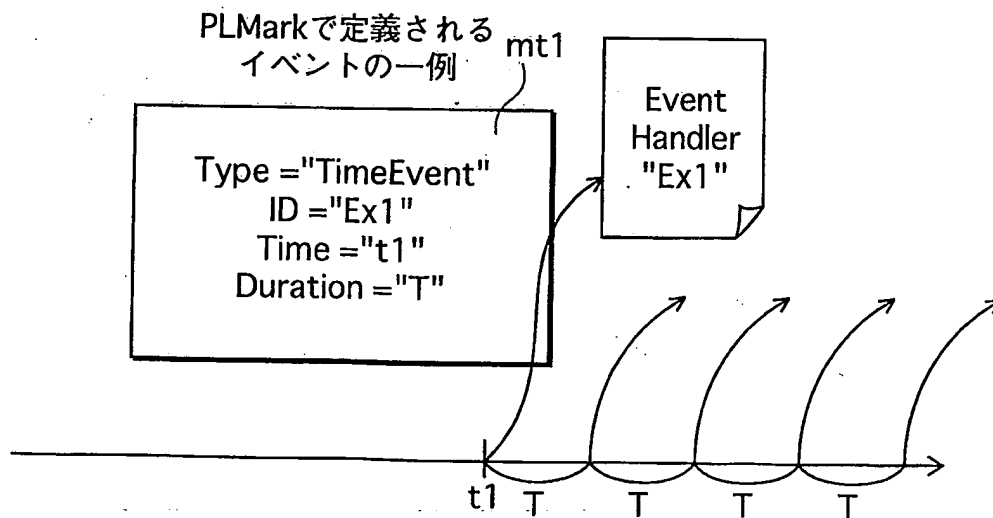 PLMarkで定義される
イベントの一例
mt1
Type ="TimeEvent"
ID ="Ex1"
Time ="t1"
Duration ="T"
Event
Handler
"Ex1"
t1
T
T
T
T